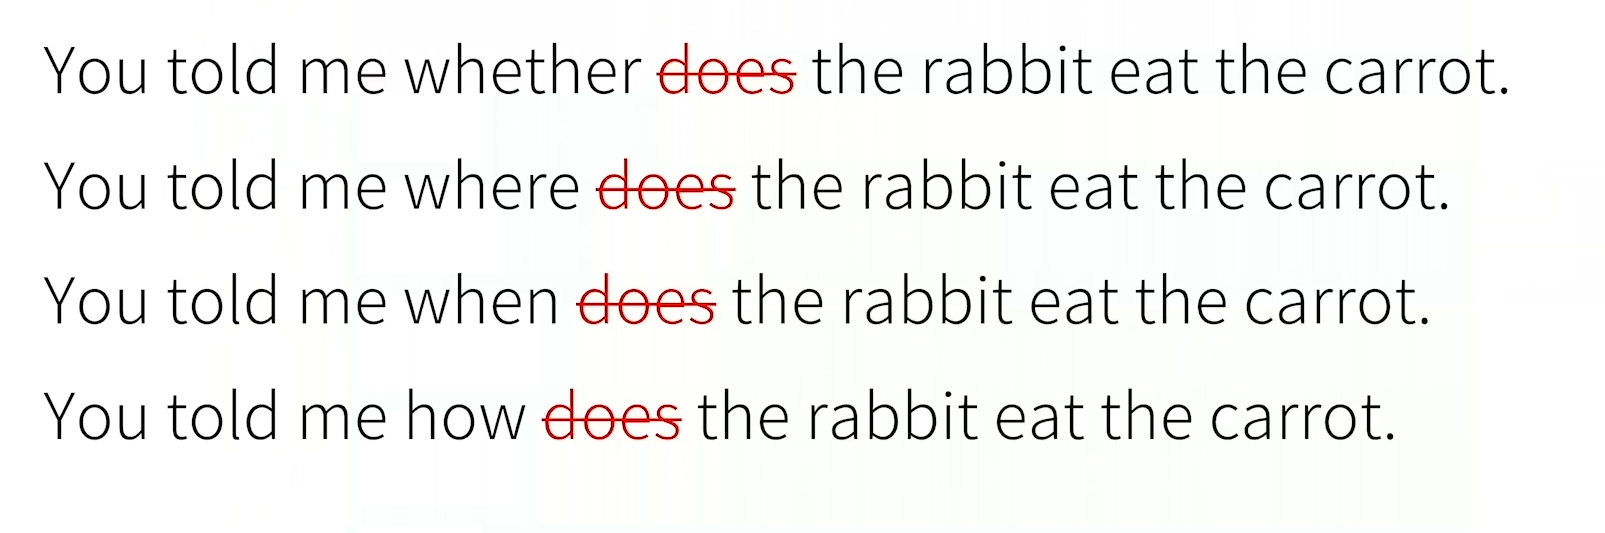 You told me whether does the rabbit eat the carrot.
You told me where does the rabbit eat the carrot.
You told me when does the rabbit eat the carrot.
You told me how does the rabbit eat the carrot.